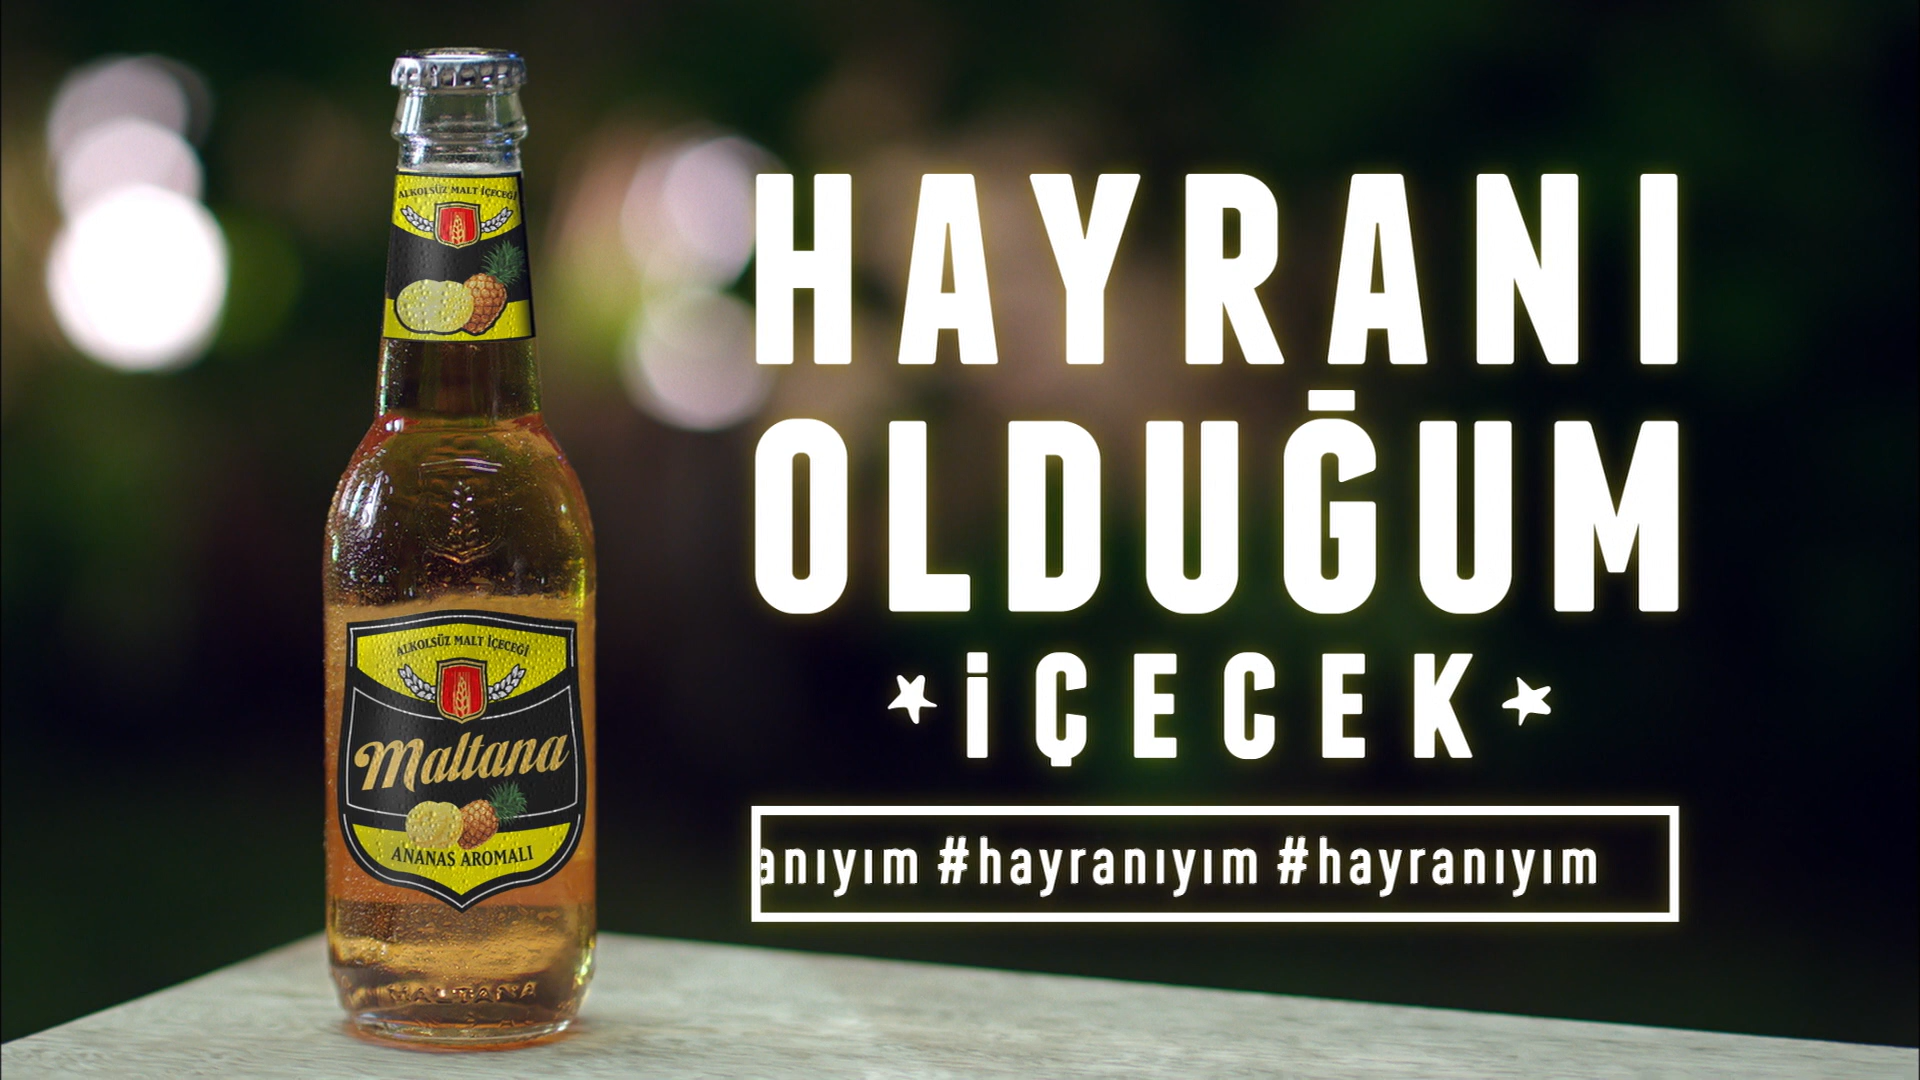 ALKOLSÜZ MALT İÇECEĞİ
ALKOLSÜZ MALT İÇECEĞİ
Maltana
ANANAS AROMALI
MALTANA
HAYRANI
OLDUĞUM
İÇECEK
anıyım #hayranıyım #hayranıyım